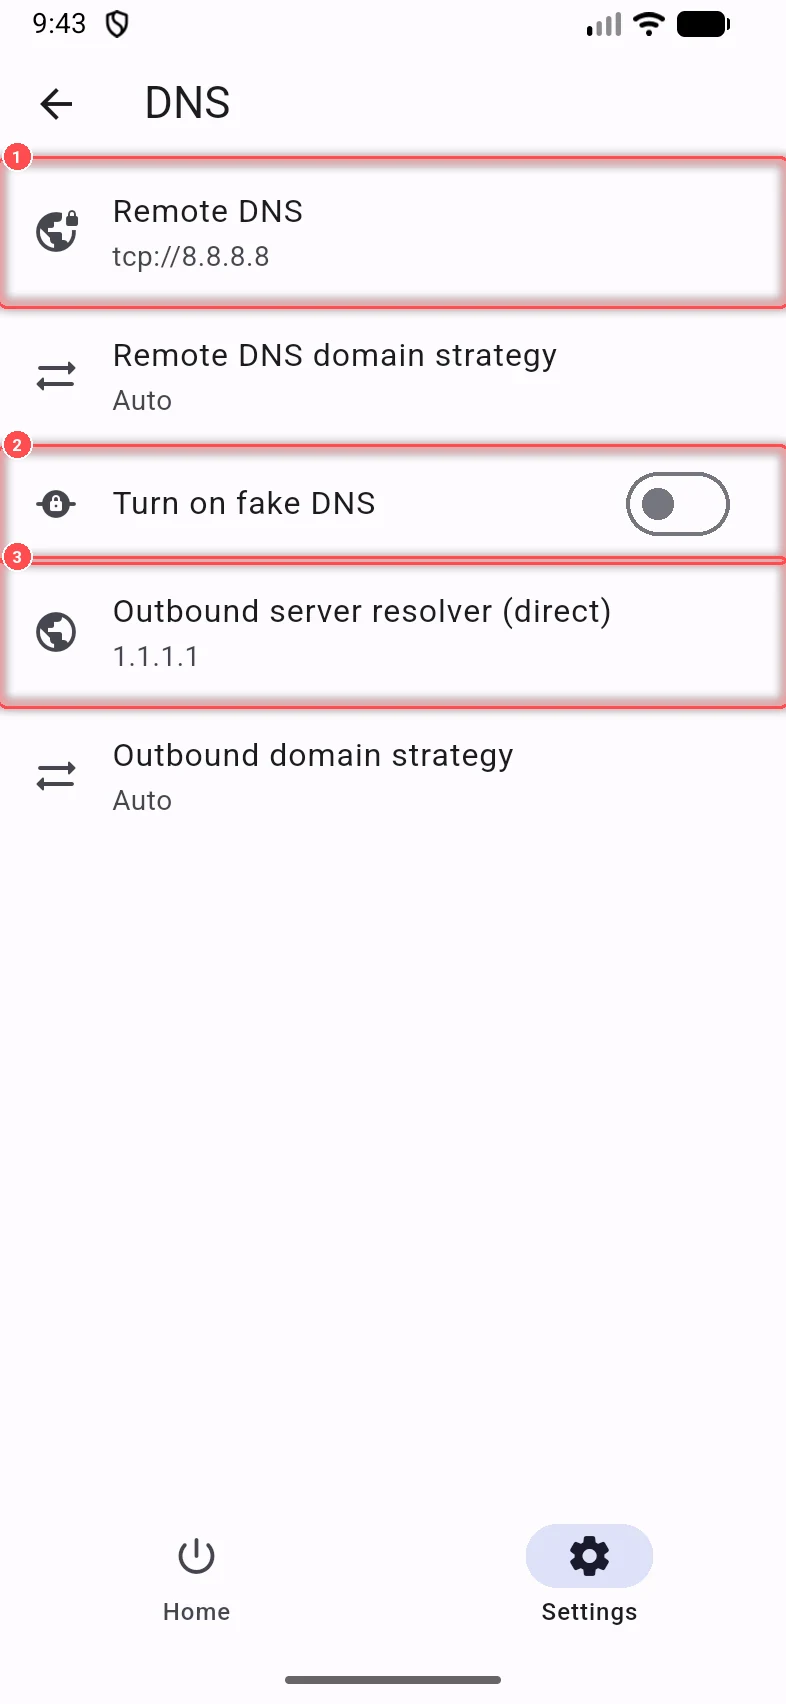 9:43
DNS
1
Remote DNS
tcp://8.8.8.8
Remote DNS domain strategy
Auto
2
Turn on fake DNS
3
Outbound server resolver (direct)
1.1.1.1
Outbound domain strategy
Auto
Home
Settings